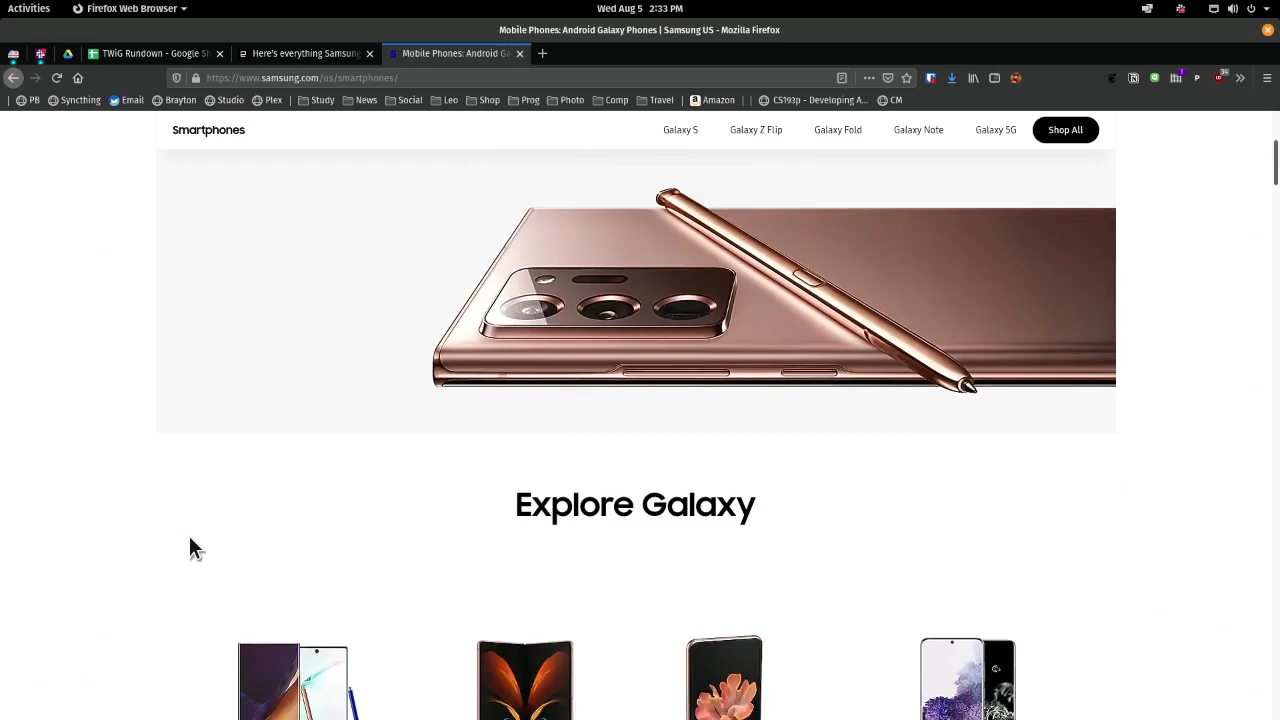 Activities Firefox Web Browser Wed Aug 5 2:33 PM
Mobile Phones: Android Galaxy Phones | Samsung US - Mozilla Firefox
TWiG Rundown - Google Sh Here's everything Samsung Mobile Phones: Android Ga
https://www.samsung.com/us/smartphones/
PB Syncthing Email Brayton Studio Plex Study News Social Leo Shop Prog Photo Comp Travel Amazon CS193p - Developing A... CM
Smartphones Galaxy S Galaxy Z Flip Galaxy Fold Galaxy Note Galaxy 5G Shop All
Explore Galaxy